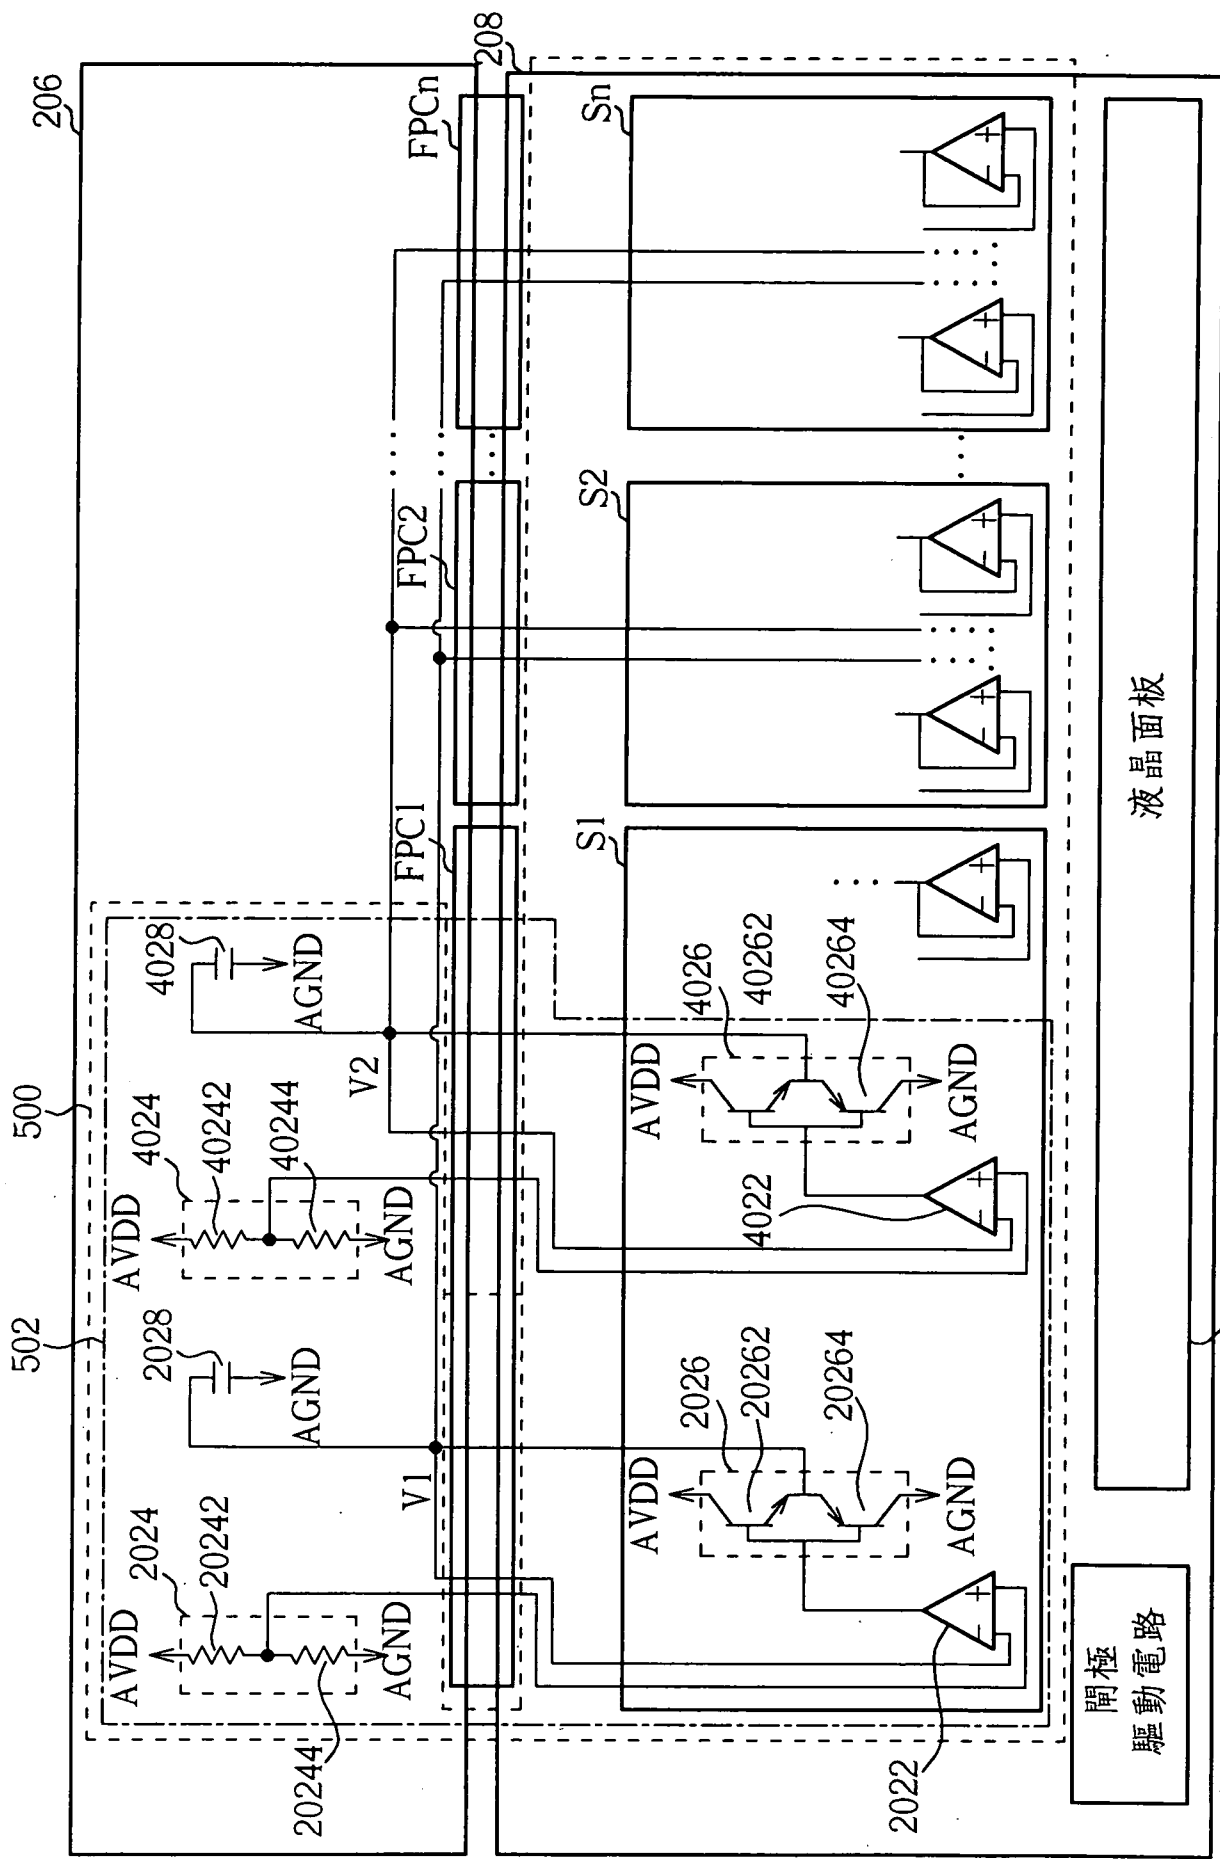 206
208
500
502
FPC1
FPC2
FPCn
AVDD
2024
20242
20244
AGND
2028
AGND
V1
AVDD
4024
40242
40244
AGND
4028
AGND
V2
S1
S2
Sn
AVDD
2026
20262
20264
AGND
2022
AVDD
4026
40262
40264
AGND
4022
+
−
+
−
+
−
+
−
+
−
+
−
+
−
閘極
驅動電路
液晶面板